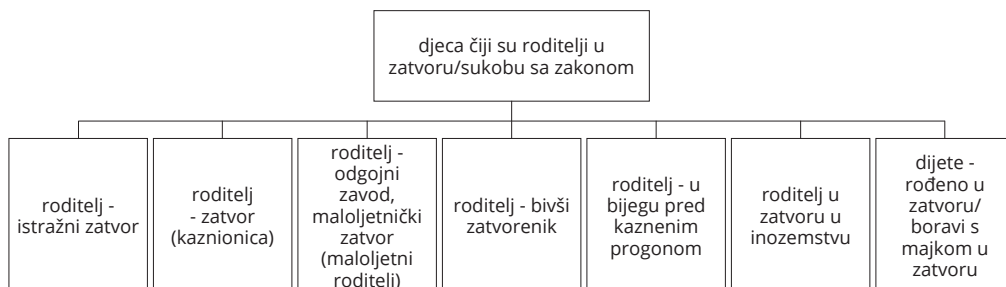 djeca čiji su roditelji u
zatvoru/sukobu sa zakonom
roditelj -
istražni zatvor
roditelj
- zatvor
(kaznionica)
roditelj -
odgojni
zavod,
maloljetnički
zatvor
(maloljetni
roditelj)
roditelj - bivši
zatvorenik
roditelj - u
bijegu pred
kaznenim
progonom
roditelj u
zatvoru u
inozemstvu
dijete -
rođeno u
zatvoru/
boravi s
majkom u
zatvoru